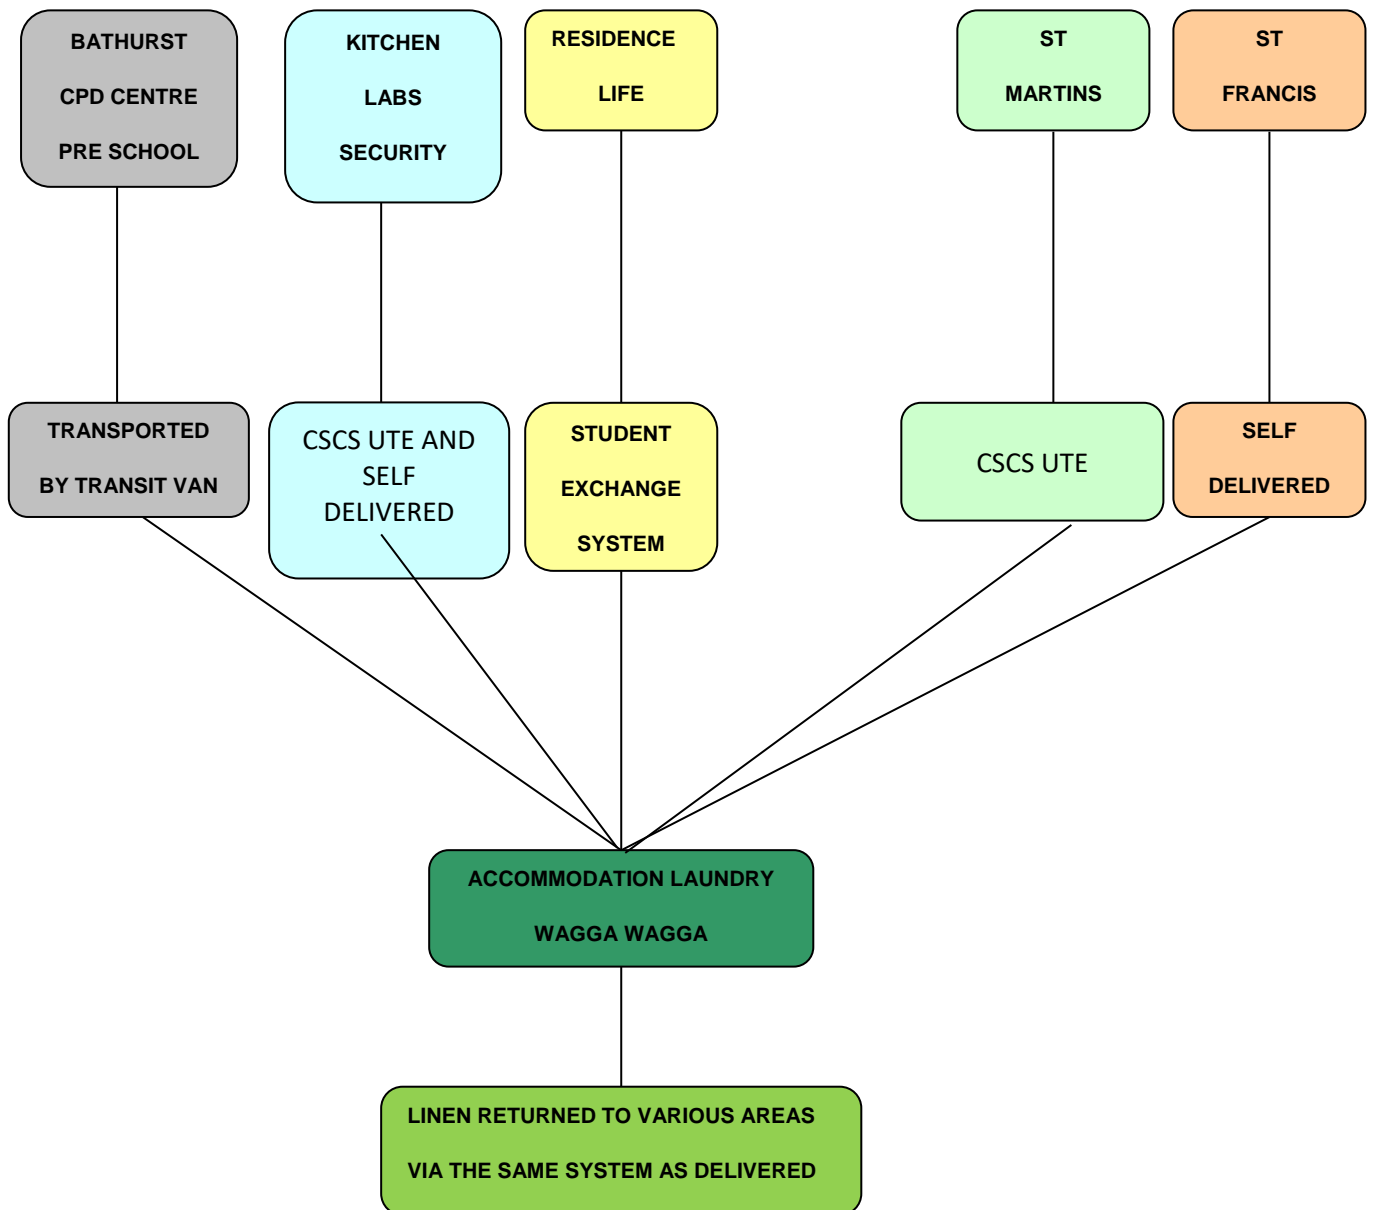 BATHURST
CPD CENTRE
PRE SCHOOL
KITCHEN
LABS
SECURITY
RESIDENCE
LIFE
ST
MARTINS
ST
FRANCIS
TRANSPORTED
BY TRANSIT VAN
CSCS UTE AND
SELF
DELIVERED
STUDENT
EXCHANGE
SYSTEM
CSCS UTE
SELF
DELIVERED
ACCOMMODATION LAUNDRY
WAGGA WAGGA
LINEN RETURNED TO VARIOUS AREAS
VIA THE SAME SYSTEM AS DELIVERED